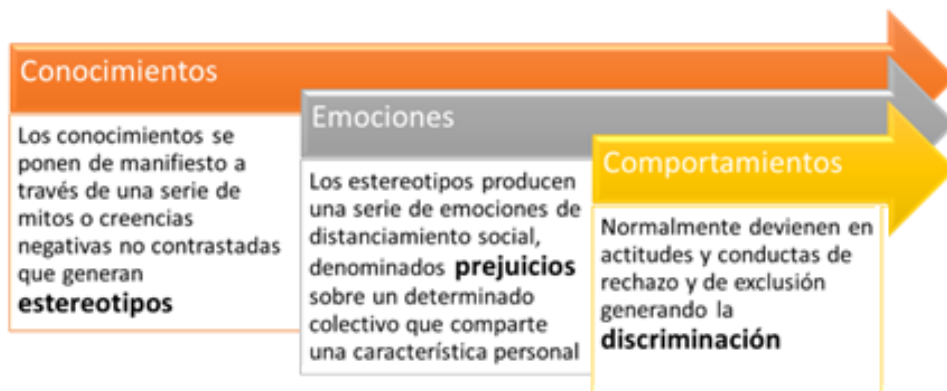 Conocimientos
Los conocimientos se
ponen de manifiesto a
través de una serie de
mitos o creencias
negativas no contrastadas
que generan
estereotipos
Emociones
Los estereotipos producen
una serie de emociones de
distanciamiento social,
denominados prejuicios
sobre un determinado
colectivo que comparte
una característica personal
Comportamientos
Normalmente devienen en
actitudes y conductas de
rechazo y de exclusión
generando la
discriminación